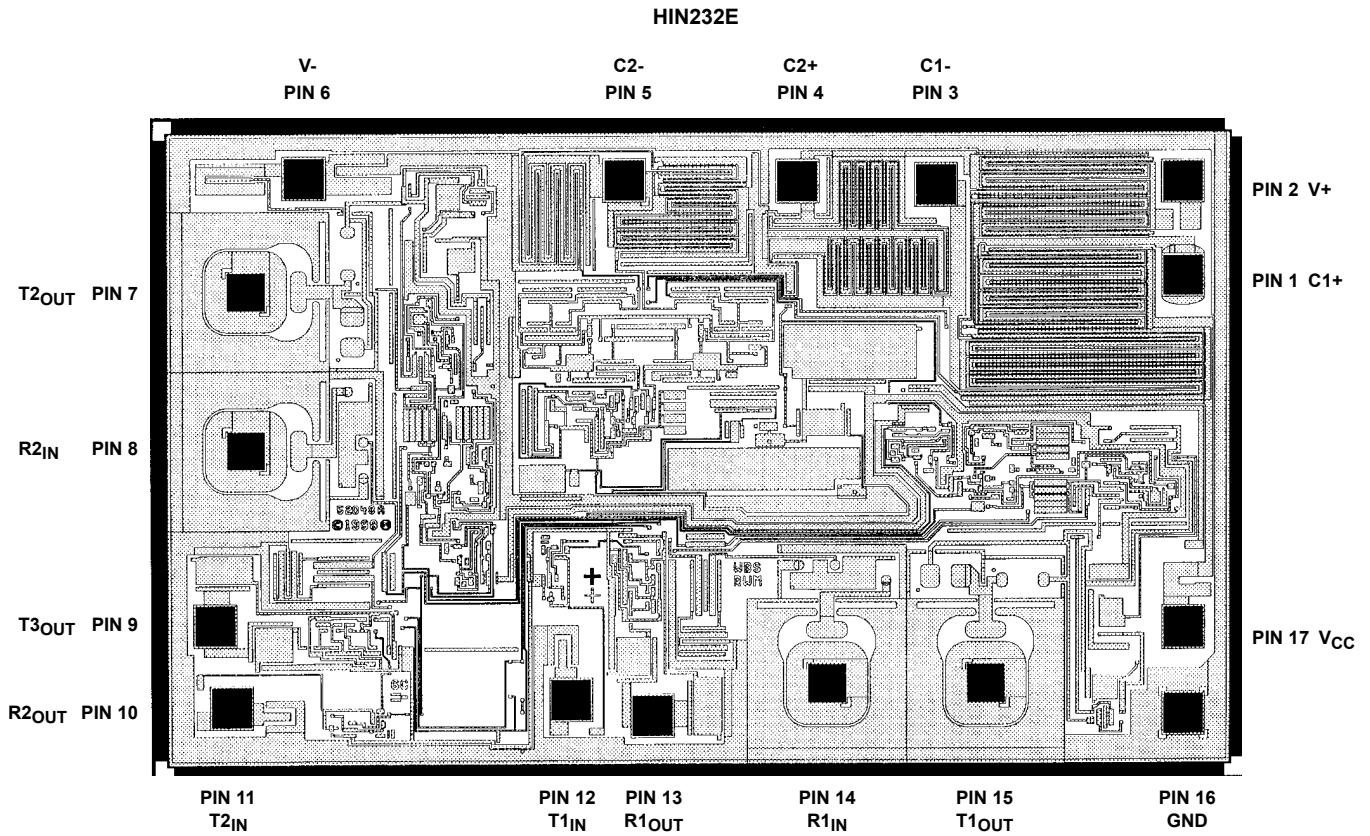 HIN232E
V-
PIN 6
C2-
PIN 5
C2+
PIN 4
C1-
PIN 3
PIN 2 V+
PIN 1 C1+
T2OUT PIN 7
R2IN PIN 8
T3OUT PIN 9
R2OUT PIN 10
PIN 17 VCC
WBS
RWM
PIN 11
T2IN
PIN 12
T1IN
PIN 13
R1OUT
PIN 14
R1IN
PIN 15
T1OUT
PIN 16
GND